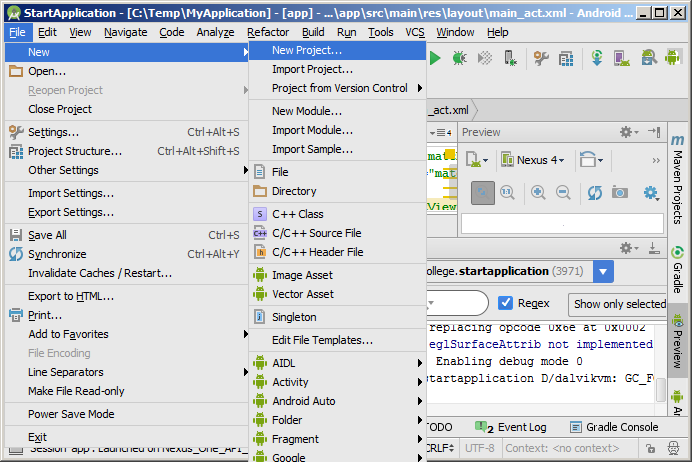 StartApplication - [C:\Temp\MyApplication] - [app] - ...\app\src\main\res\layout\main_act.xml - Android ...
File Edit View Navigate Code Analyze Refactor Build Run Tools VCS Window Help
New
Open...
Reopen Project
Close Project
Settings... Ctrl+Alt+S
Project Structure... Ctrl+Alt+Shift+S
Other Settings
Import Settings...
Export Settings...
Save All Ctrl+S
Synchronize Ctrl+Alt+Y
Invalidate Caches / Restart...
Export to HTML...
Print...
Add to Favorites
File Encoding
Line Separators
Make File Read-only
Power Save Mode
Exit
New Project...
Import Project...
Project from Version Control
New Module...
Import Module...
Import Sample...
File
Directory
S C++ Class
C++ C/C++ Source File
h C/C++ Header File
Image Asset
Vector Asset
Singleton
Edit File Templates...
AIDL
Activity
Android Auto
Folder
Fragment
Google
_act.xml
4
mati
="mat
View
Preview
Nexus 4
1:1
ollege.startapplication (3971)
Regex
Show only selected
replacing opcode 0x6e at 0x0002
eglSurfaceAttrib not implemented
Enabling debug mode 0
startapplication D/dalvikvm: GC_F
Maven Projects
Gradle
Preview
An
TODO
2 Event Log
Gradle Console
Session 'app': Launched on Nexus_One_API_
CRLF UTF-8 Context: <no context>